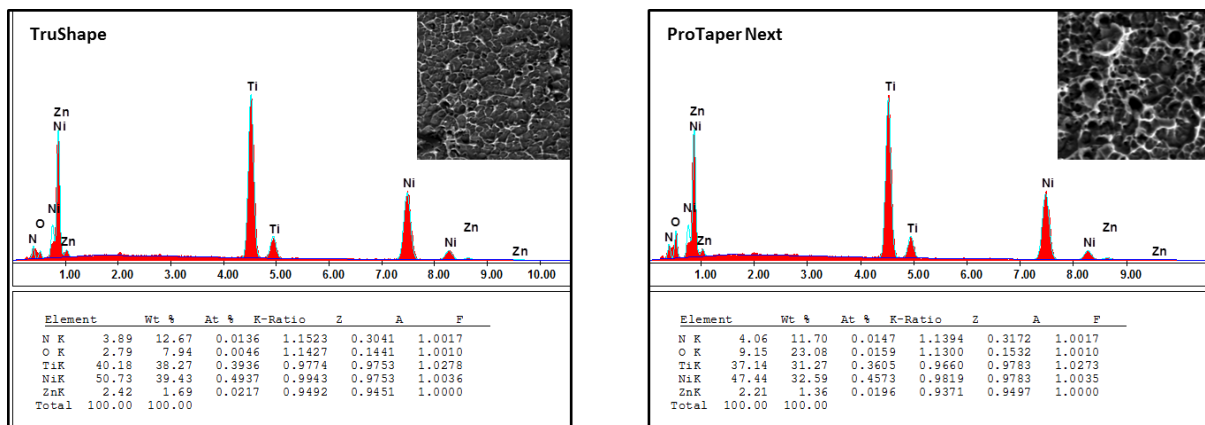 TruShape
Ti
Zn
Ni
Ni
Ni
O
N
Zn
Ti
Zn
Ni
Zn
1.00 2.00 3.00 4.00 5.00 6.00 7.00 8.00 9.00 10.00
Element Wt % At % K-Ratio Z A F
N K 3.89 12.67 0.0136 1.1523 0.3041 1.0017
O K 2.79 7.94 0.0046 1.1427 0.1441 1.0010
TiK 40.18 38.27 0.3936 0.9774 0.9753 1.0278
NiK 50.73 39.43 0.4937 0.9943 0.9753 1.0036
ZnK 2.42 1.69 0.0217 0.9492 0.9451 1.0000
Total 100.00 100.00
ProTaper Next
Ti
Zn
Ni
Ni
N
O
N
Zn
Ti
Zn
Ni
Zn
1.00 2.00 3.00 4.00 5.00 6.00 7.00 8.00 9.00
Element Wt % At % K-Ratio Z A F
N K 4.06 11.70 0.0147 1.1394 0.3172 1.0017
O K 9.15 23.08 0.0159 1.1300 0.1532 1.0010
TiK 37.14 31.27 0.3605 0.9660 0.9783 1.0273
NiK 47.44 32.59 0.4573 0.9819 0.9783 1.0035
ZnK 2.21 1.36 0.0196 0.9371 0.9497 1.0000
Total 100.00 100.00